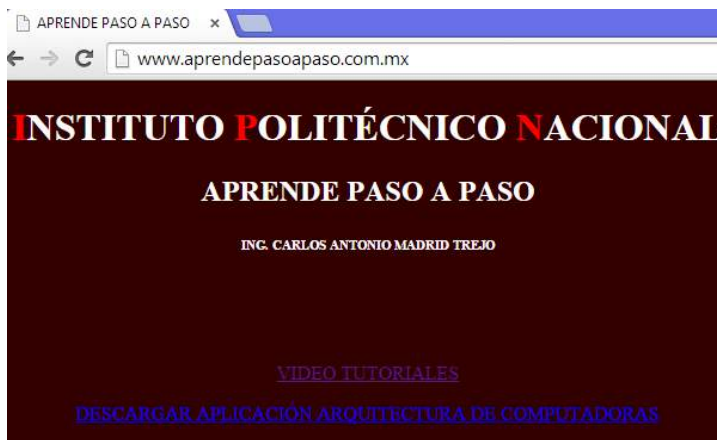 APRENDE PASO A PASO
www.aprendepasoapaso.com.mx
INSTITUTO POLITÉCNICO NACIONAL
APRENDE PASO A PASO
ING. CARLOS ANTONIO MADRID TREJO
VIDEO TUTORIALES
DESCARGAR APLICACIÓN ARQUITECTURA DE COMPUTADORAS